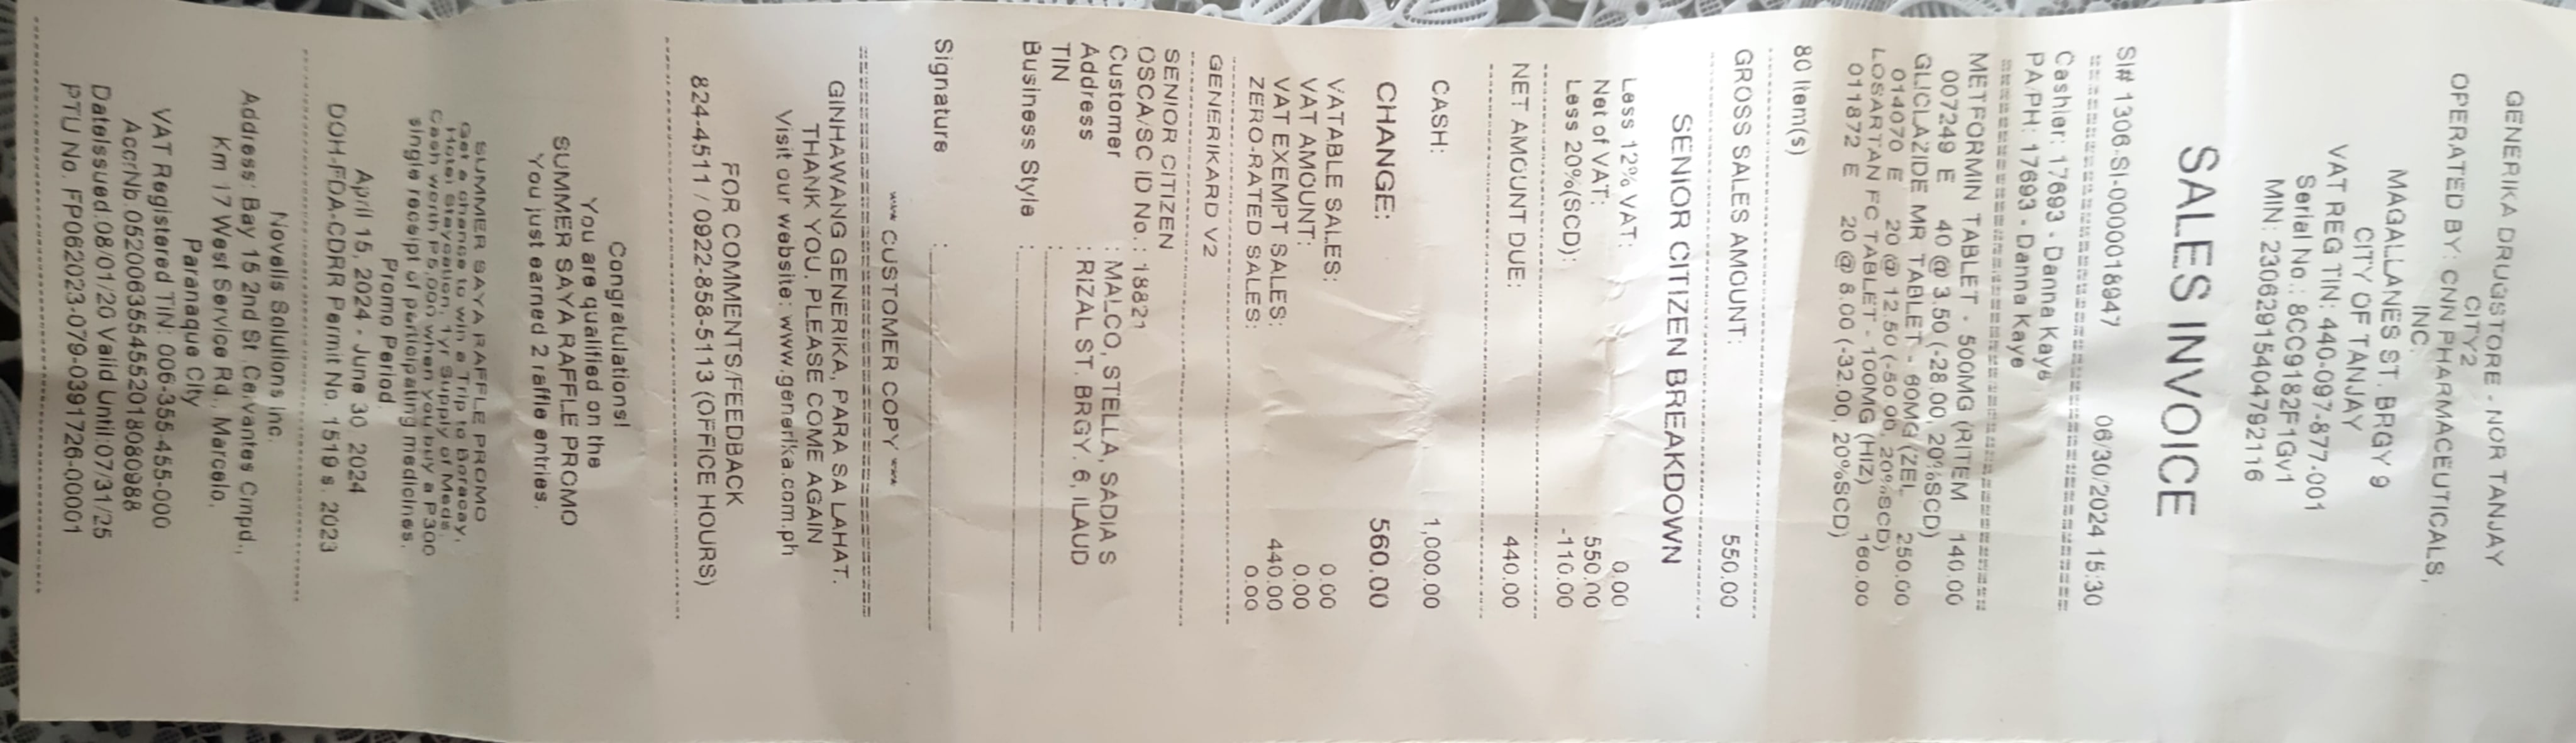 GENERIKA DRUGSTORE - NOR TANJAY
CITY2
OPERATED BY: CNN PHARMACEUTICALS,
INC.
MAGALLANES ST. BRGY 9
CITY OF TANJAY
VAT REG TIN: 440-097-877-001
Serial No.: 8CC9182F1Gv1
MIN: 23062915404792116
SALES INVOICE
SI# 1306-SI-0000018947 06/30/2024 15:30
Cashier: 17693 - Danna Kaye
PA/PH: 17693 - Danna Kaye
METFORMIN TABLET - 500MG (RITEM 140.00
007249 E 40 @ 3.50 (-28.00, 20%SCD)
GLICLAZIDE MR TABLET - 60MG (ZEL 250.00
014070 E 20 @ 12.50 (-50.00, 20%SCD)
LOSARTAN FC TABLET - 100MG (HIZ) 160.00
011872 E 20 @ 8.00 (-32.00, 20%SCD)
80 Item(s)
GROSS SALES AMOUNT: 550.00
SENIOR CITIZEN BREAKDOWN
Less 12% VAT: 0.00
Net of VAT: 550.00
Less 20%(SCD): -110.00
NET AMOUNT DUE: 440.00
CASH: 1,000.00
CHANGE: 560.00
VATABLE SALES: 0.00
VAT AMOUNT: 0.00
VAT EXEMPT SALES: 440.00
ZERO-RATED SALES: 0.00
GENERIKARD V2
SENIOR CITIZEN
OSCA/SC ID No.: 18821
Customer : MALCO, STELLA, SADIA S
Address : RIZAL ST. BRGY. 6, ILAUD
TIN :
Business Style :
Signature :
*** CUSTOMER COPY ***
GINHAWANG GENERIKA, PARA SA LAHAT.
THANK YOU, PLEASE COME AGAIN
Visit our website: www.generika.com.ph
FOR COMMENTS/FEEDBACK
824-4511 / 0922-858-5113 (OFFICE HOURS)
Congratulations!
You are qualified on the
SUMMER SAYA RAFFLE PROMO
You just earned 2 raffle entries.
SUMMER SAYA RAFFLE PROMO
Get a chance to win a Trip to Boracay,
Hotel Staycation, 1yr Supply of Meds,
Cash worth P5,000 when you buy a P300
single receipt of participating medicines.
Promo Period:
April 15, 2024 - June 30, 2024
DOH-FDA-CDRR Permit No. 1519 s. 2023
Novelis Solutions Inc.
Address: Bay 15 2nd St. Cervantes Cmpd.,
Km 17 West Service Rd., Marcelo,
Paranaque City
VAT Registered TIN: 006-355-455-000
AccrNb.0520063554552018080988
DateIssued.08/01/20 Valid Until:07/31/25
PTU No. FP062023-079-0391726-00001